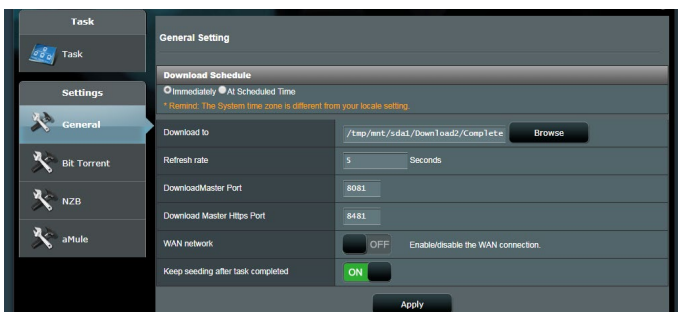 Task
Task
Settings
General
Bit Torrent
NZB
aMule
General Setting
Download Schedule
Immediately At Scheduled Time
* Remind: The System time zone is different from your locale setting.
Download to /tmp/mnt/sda1/Download2/Complete Browse
Refresh rate 5 Seconds
DownloadMaster Port 8081
Download Master Https Port 8481
WAN network OFF Enable/disable the WAN connection.
Keep seeding after task completed ON
Apply